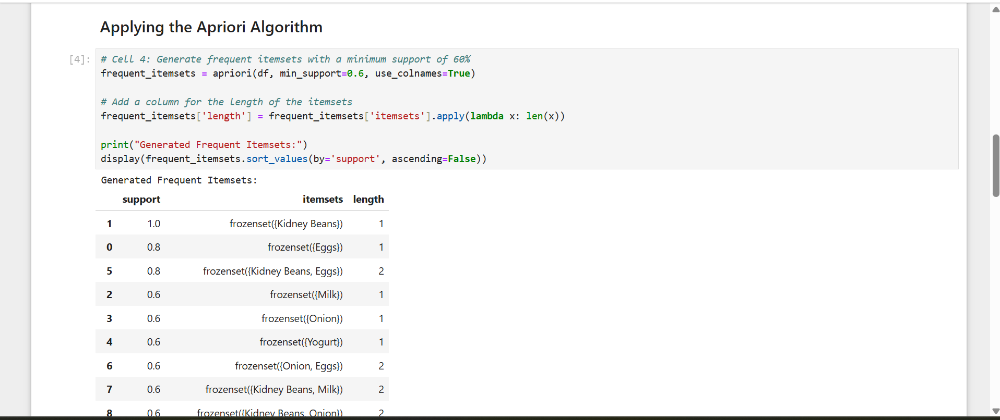 Applying the Apriori Algorithm
[4]:
# Cell 4: Generate frequent itemsets with a minimum support of 60%
frequent_itemsets = apriori(df, min_support=0.6, use_colnames=True)
# Add a column for the length of the itemsets
frequent_itemsets['length'] = frequent_itemsets['itemsets'].apply(lambda x: len(x))
print("Generated Frequent Itemsets:")
display(frequent_itemsets.sort_values(by='support', ascending=False))
Generated Frequent Itemsets:
support itemsets length
1 1.0 frozenset({Kidney Beans}) 1
0 0.8 frozenset({Eggs}) 1
5 0.8 frozenset({Kidney Beans, Eggs}) 2
2 0.6 frozenset({Milk}) 1
3 0.6 frozenset({Onion}) 1
4 0.6 frozenset({Yogurt}) 1
6 0.6 frozenset({Onion, Eggs}) 2
7 0.6 frozenset({Kidney Beans, Milk}) 2
8 0.6 frozenset({Kidney Beans, Onion}) 2